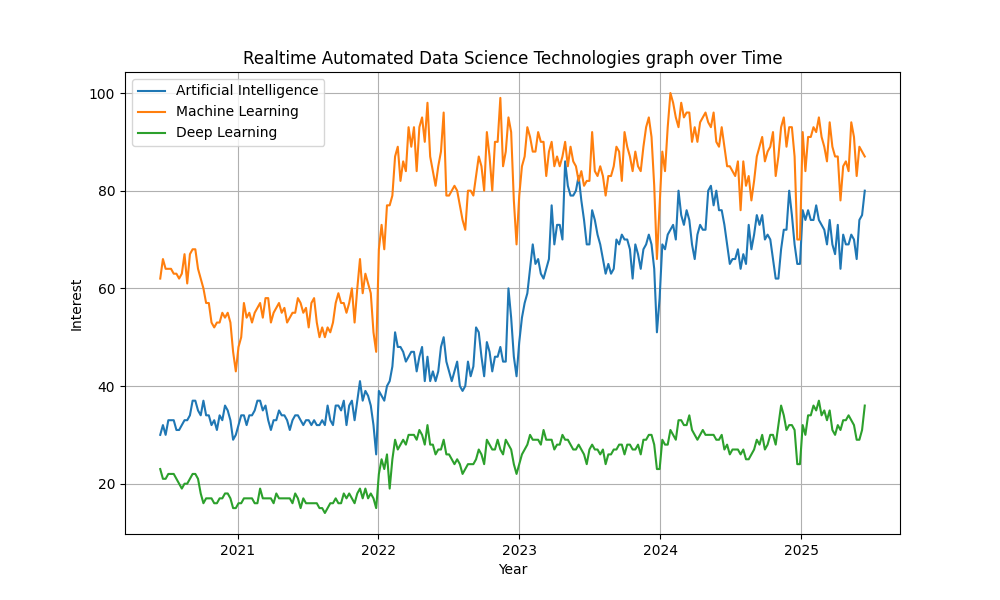 Realtime Automated Data Science Technologies graph over Time
Artificial Intelligence
Machine Learning
Deep Learning
100
80
60
40
20
Interest
2021 2022 2023 2024 2025
Year